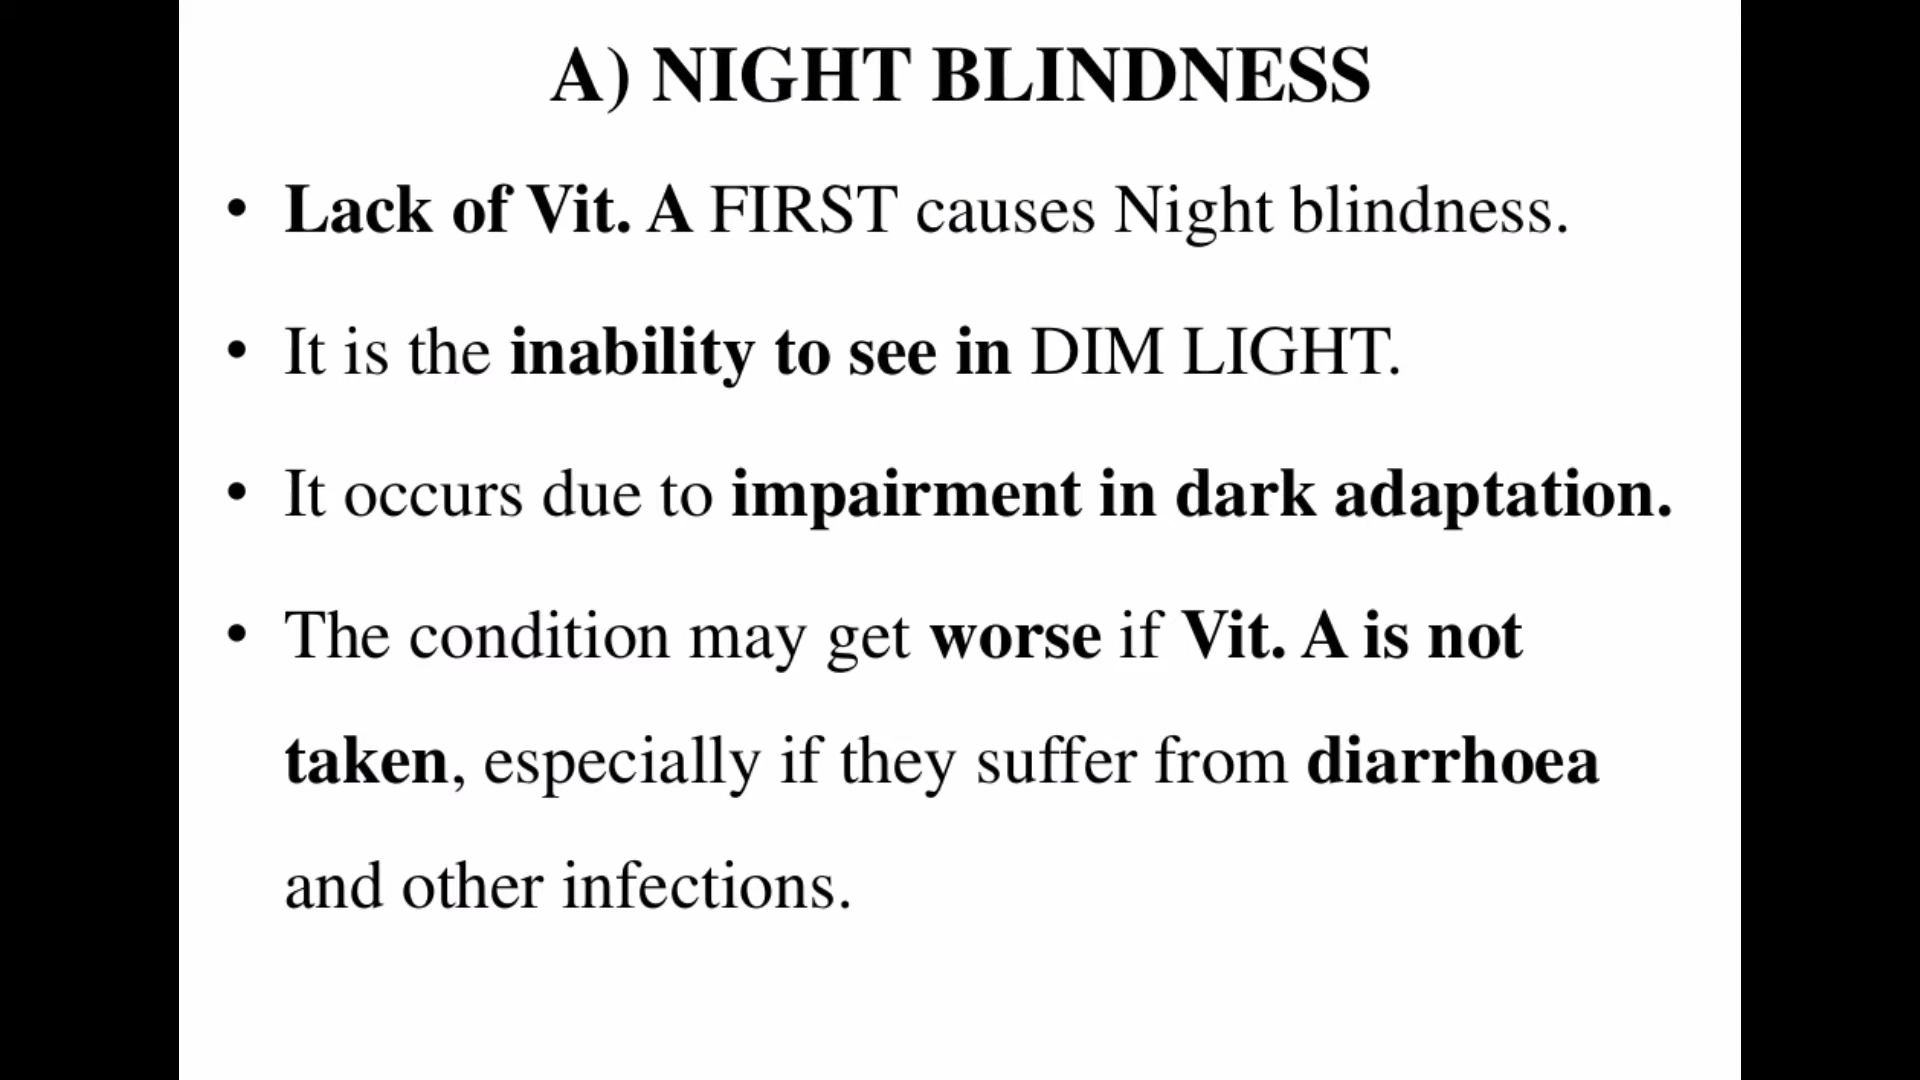 A) NIGHT BLINDNESS
• Lack of Vit. A FIRST causes Night blindness.
• It is the inability to see in DIM LIGHT.
• It occurs due to impairment in dark adaptation.
• The condition may get worse if Vit. A is not
taken, especially if they suffer from diarrhoea
and other infections.